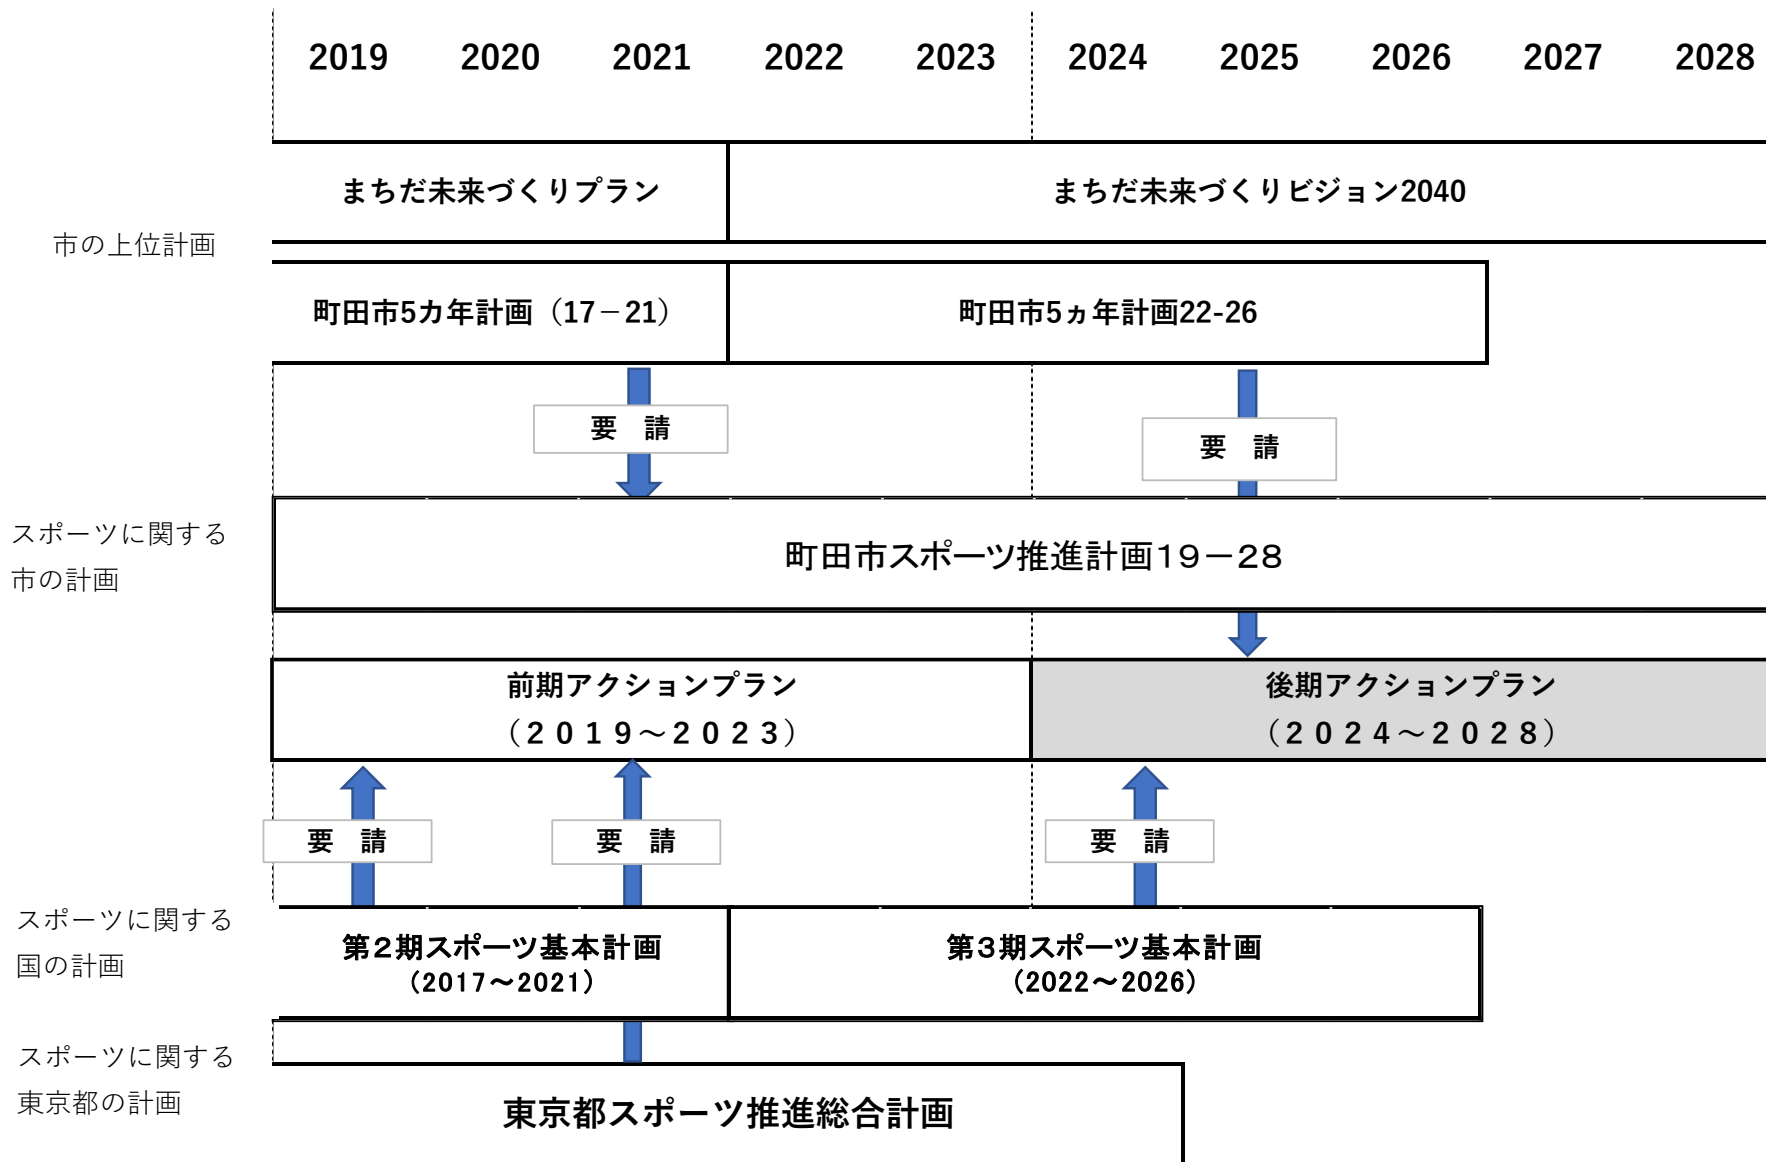 2019 2020 2021 2022 2023 2024 2025 2026 2027 2028
まちだ未来づくりプラン
まちだ未来づくりビジョン2040
市の上位計画
町田市5カ年計画（17－21）
町田市5ヵ年計画22-26
要　請
要　請
スポーツに関する
市の計画
町田市スポーツ推進計画１９－２８
前期アクションプラン
（２０１９～２０２３）
後期アクションプラン
（２０２４～２０２８）
要　請
要　請
要　請
スポーツに関する
国の計画
第２期スポーツ基本計画
（2017～2021）
第３期スポーツ基本計画
（2022～2026）
スポーツに関する
東京都の計画
東京都スポーツ推進総合計画